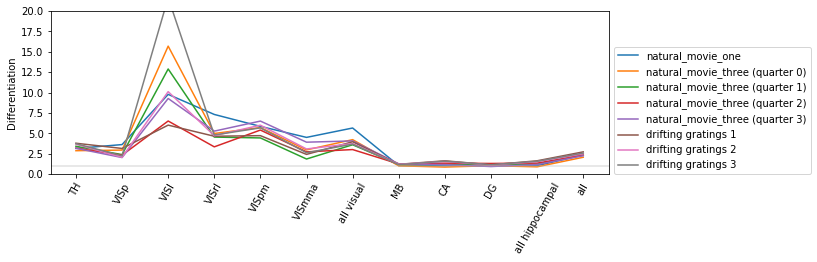 20.0
17.5
15.0
12.5
10.0
7.5
5.0
2.5
0.0
Differentiation
TH
VISp
VISl
VISrl
VISpm
VISmma
all visual
MB
CA
DG
all hippocampal
all
natural_movie_one
natural_movie_three (quarter 0)
natural_movie_three (quarter 1)
natural_movie_three (quarter 2)
natural_movie_three (quarter 3)
drifting gratings 1
drifting gratings 2
drifting gratings 3